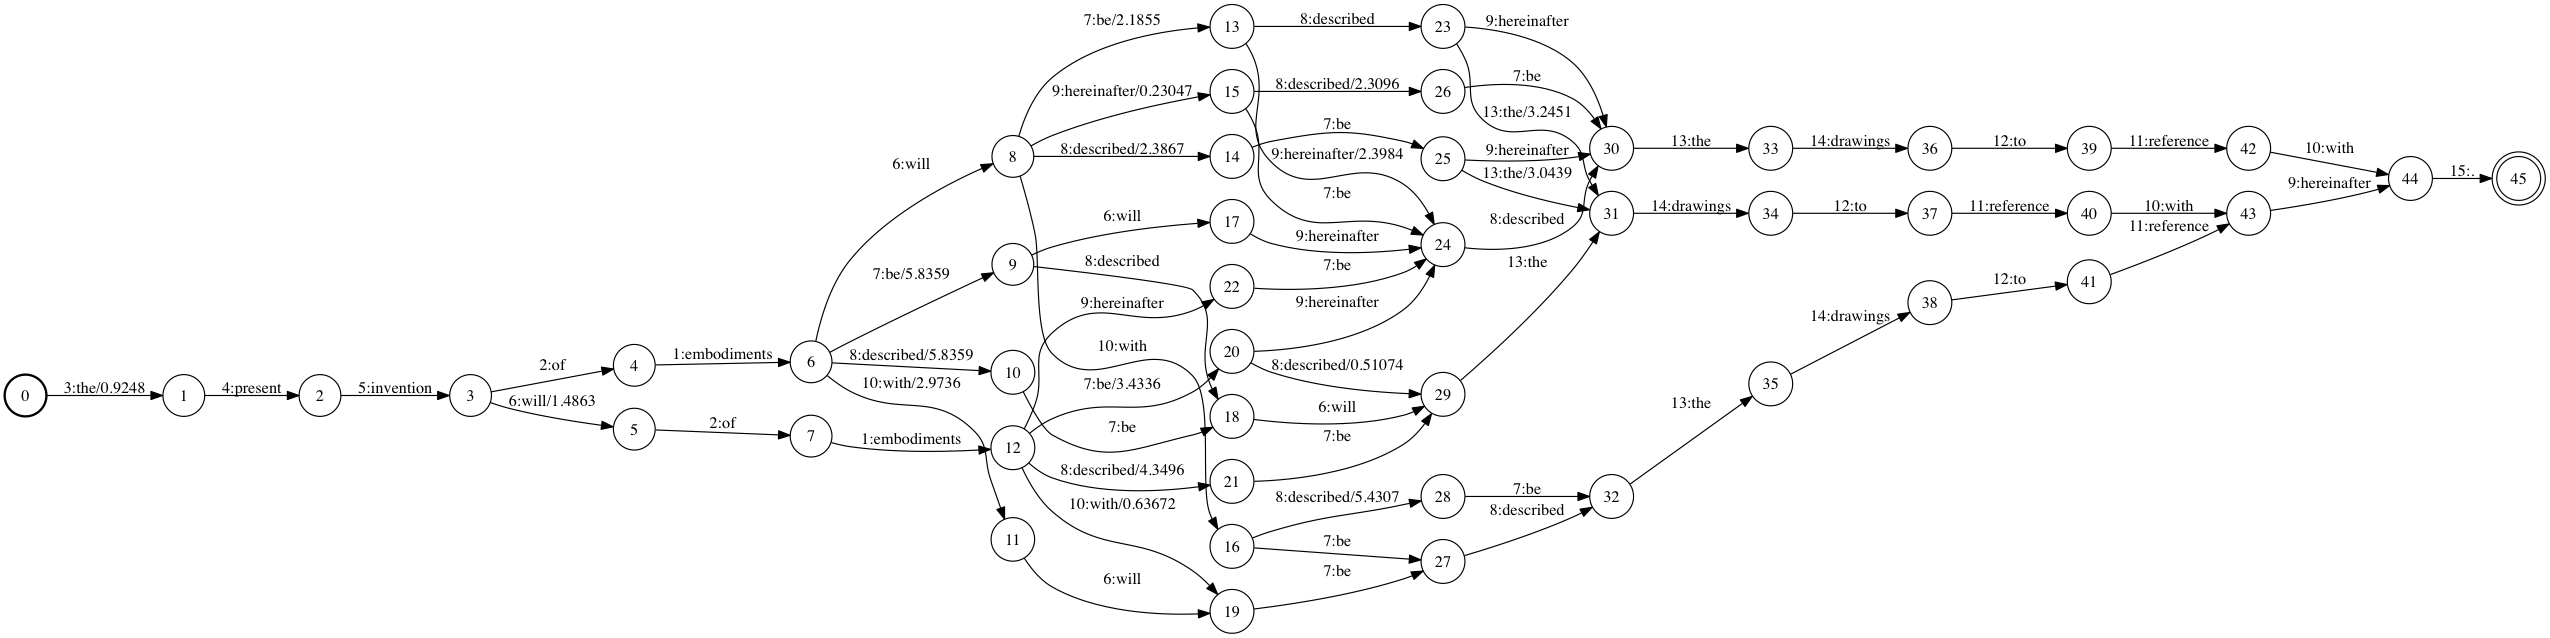 0
3:the/0.9248
1
4:present
2
5:invention
3
2:of
4
1:embodiments
6
6:will/1.4863
5
2:of
7
1:embodiments
12
6:will
8
7:be/5.8359
9
8:described/5.8359
10
10:with/2.9736
11
7:be/2.1855
13
9:hereinafter/0.23047
15
8:described/2.3867
14
10:with
16
6:will
17
8:described
18
7:be
9:hereinafter
22
7:be/3.4336
20
8:described/4.3496
21
10:with/0.63672
19
6:will
8:described
23
9:hereinafter/2.3984
8:described/2.3096
26
7:be
7:be
25
9:hereinafter
24
7:be
9:hereinafter
8:described/0.51074
29
6:will
7:be
8:described/5.4307
28
7:be
27
7:be
9:hereinafter
30
13:the/3.2451
7:be
9:hereinafter
13:the/3.0439
31
8:described
13:the
7:be
32
8:described
13:the
33
14:drawings
36
12:to
39
11:reference
42
10:with
44
15:.
45
14:drawings
34
12:to
37
11:reference
40
10:with
43
9:hereinafter
13:the
35
14:drawings
38
12:to
41
11:reference